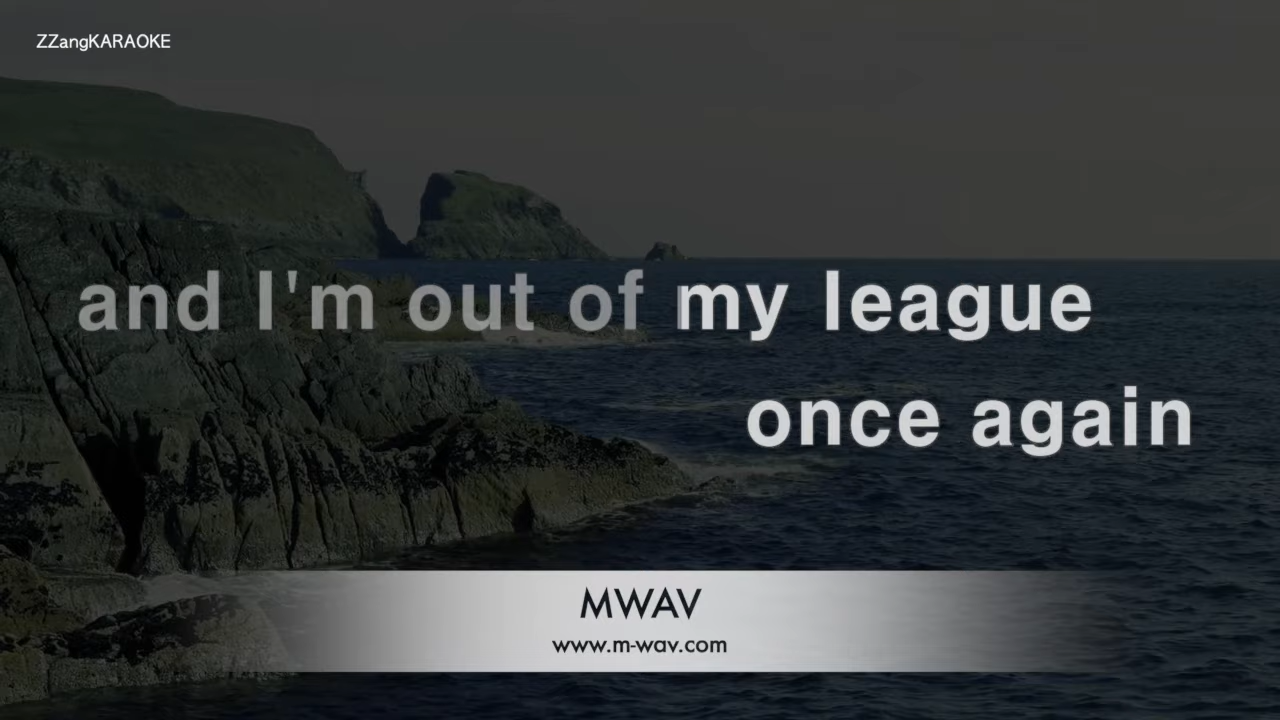 ZZangKARAOKE
and I'm out of my league
once again
MWAV
www.m-wav.com